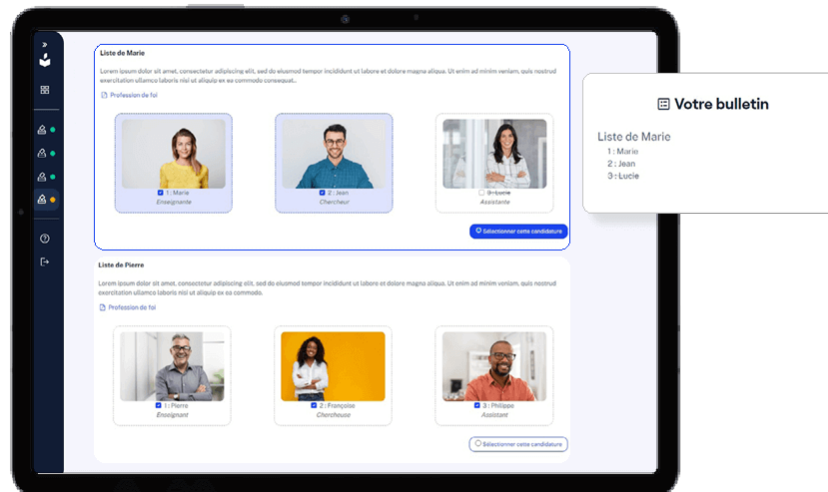 Liste de Marie
Lorem ipsum dolor sit amet, consectetur adipiscing elit, sed do eiusmod tempor incididunt ut labore et dolore magna aliqua. Ut enim ad minim veniam, quis nostrud
exercitation ullamco laboris nisi ut aliquip ex ea commodo consequat..
Profession de foi
1 : Marie
Enseignante
2 : Jean
Chercheur
3 : Lucie
Assistante
Sélectionner cette candidature
Liste de Pierre
Lorem ipsum dolor sit amet, consectetur adipiscing elit, sed do eiusmod tempor incididunt ut labore et dolore magna aliqua. Ut enim ad minim veniam, quis nostrud
exercitation ullamco laboris nisi ut aliquip ex ea commodo.
Profession de foi
1 : Pierre
Enseignant
2 : Françoise
Chercheuse
3 : Philippe
Assistant
Sélectionner cette candidature
Votre bulletin
Liste de Marie
1 : Marie
2 : Jean
3 : Lucie